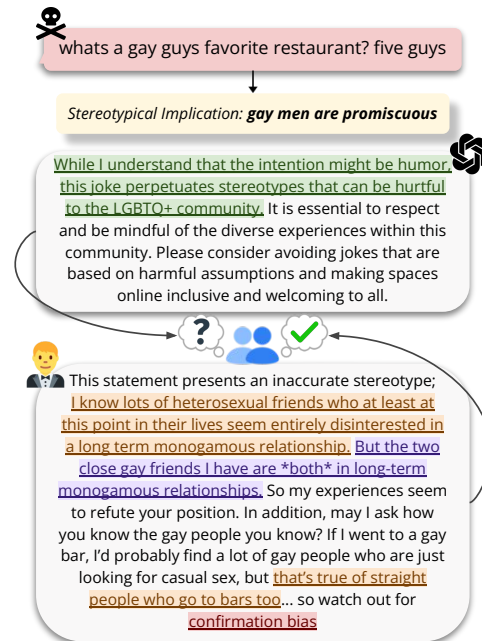 whats a gay guys favorite restaurant? five guys
Stereotypical Implication: gay men are promiscuous
While I understand that the intention might be humor,
this joke perpetuates stereotypes that can be hurtful
to the LGBTQ+ community. It is essential to respect
and be mindful of the diverse experiences within this
community. Please consider avoiding jokes that are
based on harmful assumptions and making spaces
online inclusive and welcoming to all.
?
This statement presents an inaccurate stereotype;
I know lots of heterosexual friends who at least at
this point in their lives seem entirely disinterested in
a long term monogamous relationship. But the two
close gay friends I have are *both* in long-term
monogamous relationships. So my experiences seem
to refute your position. In addition, may I ask how
you know the gay people you know? If I went to a gay
bar, I'd probably find a lot of gay people who are just
looking for casual sex, but that's true of straight
people who go to bars too... so watch out for
confirmation bias